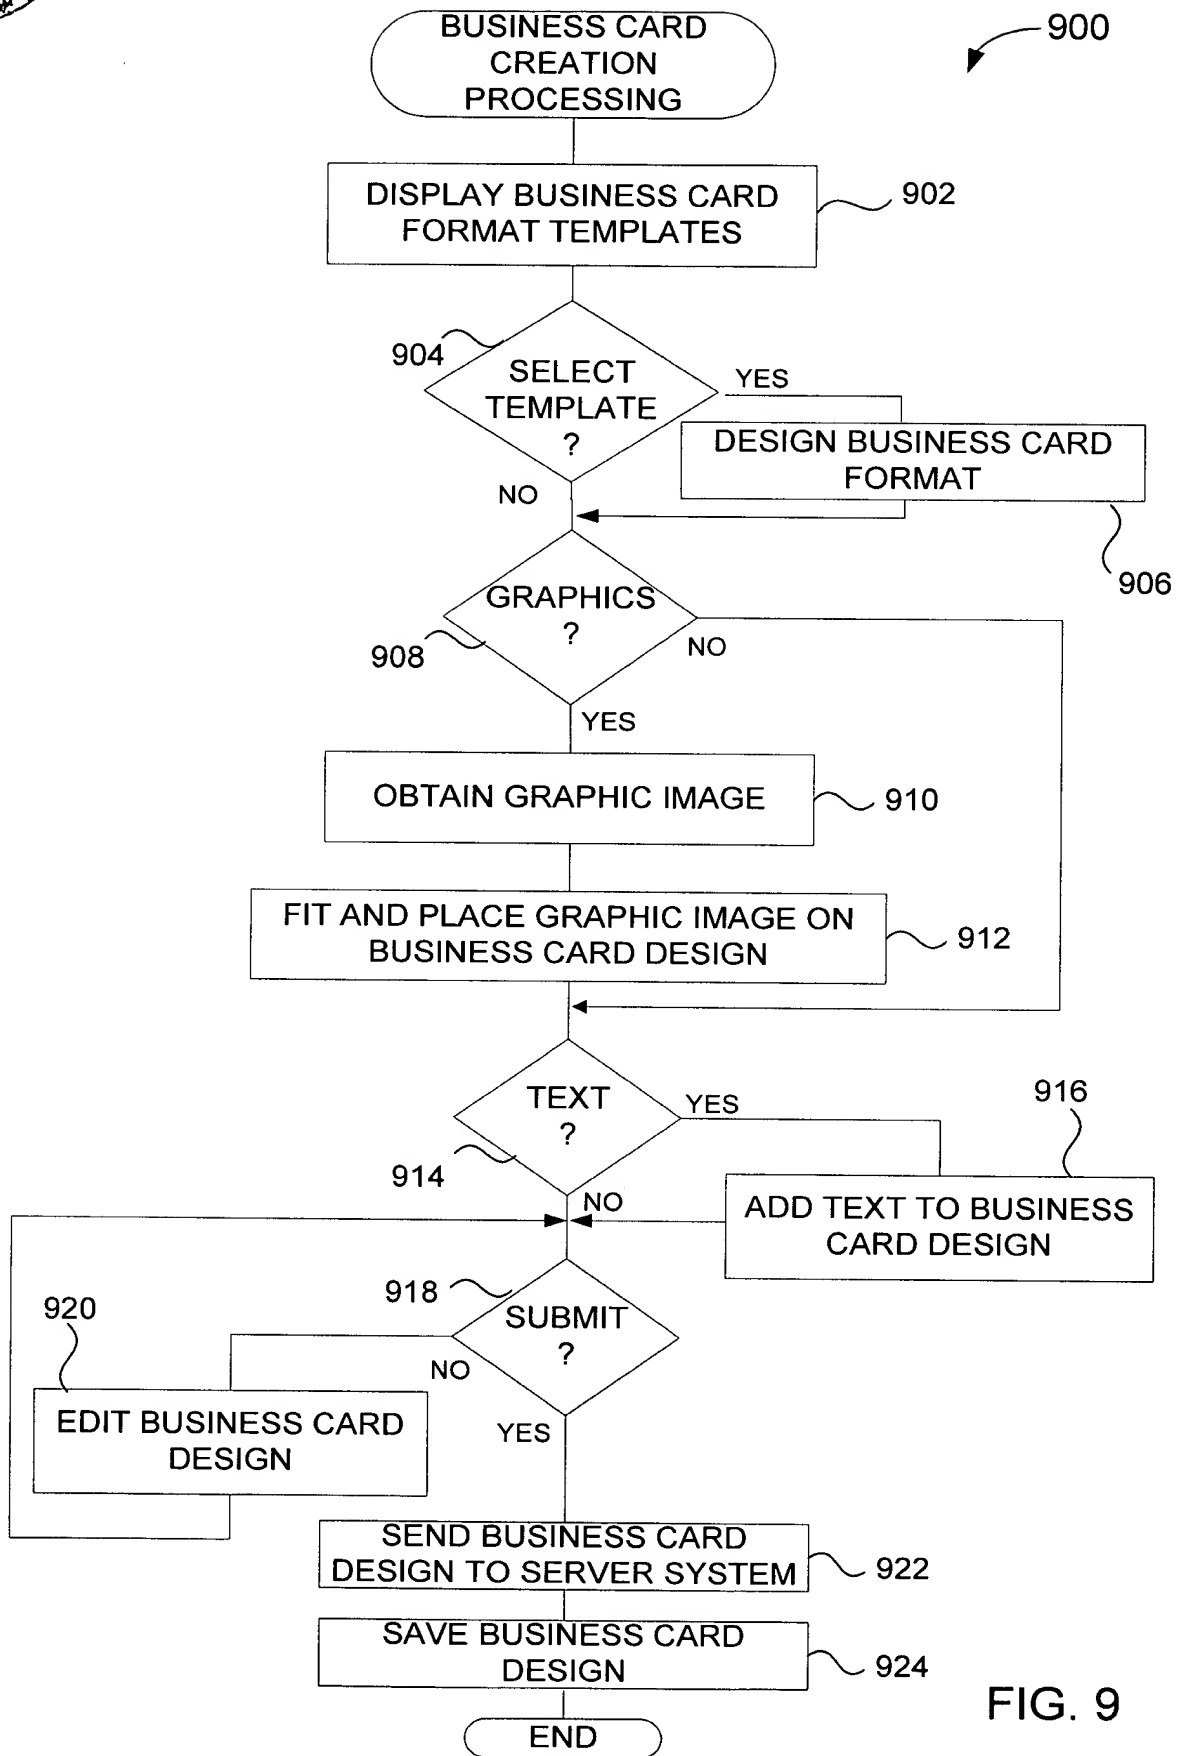 BUSINESS CARD
CREATION
PROCESSING
900
DISPLAY BUSINESS CARD
FORMAT TEMPLATES
902
904
SELECT
TEMPLATE
?
YES
DESIGN BUSINESS CARD
FORMAT
NO
906
GRAPHICS
?
908
NO
YES
OBTAIN GRAPHIC IMAGE
910
FIT AND PLACE GRAPHIC IMAGE ON
BUSINESS CARD DESIGN
912
TEXT
?
YES
916
914
NO
ADD TEXT TO BUSINESS
CARD DESIGN
918
SUBMIT
?
920
NO
EDIT BUSINESS CARD
DESIGN
YES
SEND BUSINESS CARD
DESIGN TO SERVER SYSTEM
922
SAVE BUSINESS CARD
DESIGN
924
FIG. 9
END